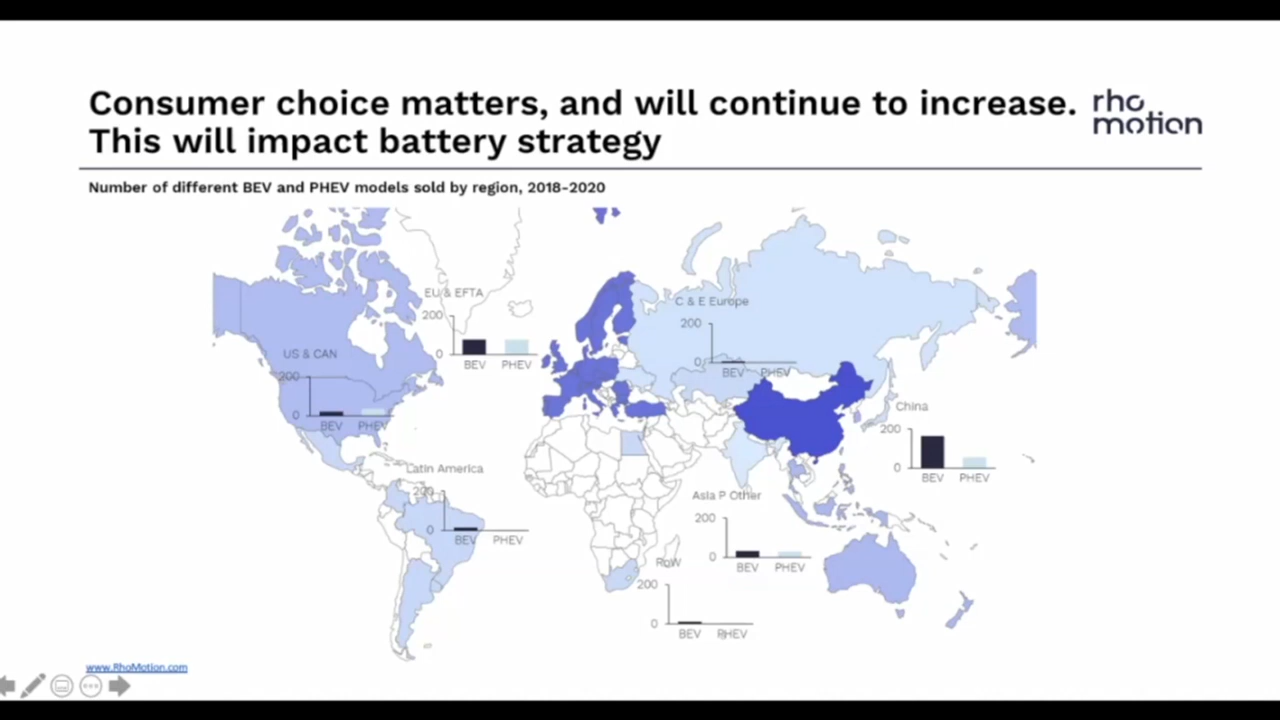 Consumer choice matters, and will continue to increase.
This will impact battery strategy
rho
motion
Number of different BEV and PHEV models sold by region, 2018-2020
EU & EFTA
200
0
BEV PHEV
C & E Europe
200
0
BEV PHEV
US & CAN
200
0
BEV PHEV
China
200
0
BEV PHEV
Latin America
200
0
BEV PHEV
Asia P Other
200
0
BEV PHEV
RoW
200
0
BEV PHEV
www.RhoMotion.com